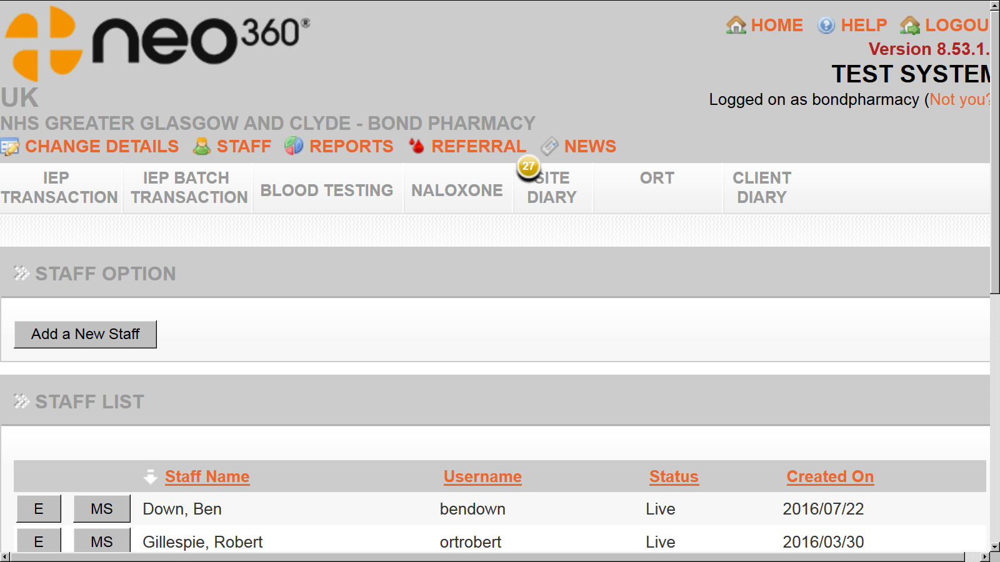 neo360®
HOME HELP LOGOU
Version 8.53.1.
TEST SYSTEM
Logged on as bondpharmacy (Not you?
UK
NHS GREATER GLASGOW AND CLYDE - BOND PHARMACY
CHANGE DETAILS STAFF REPORTS REFERRAL NEWS
27
IEP TRANSACTION
IEP BATCH TRANSACTION
BLOOD TESTING
NALOXONE
SITE DIARY
ORT
CLIENT DIARY
STAFF OPTION
Add a New Staff
STAFF LIST
Staff Name Username Status Created On
E MS Down, Ben bendown Live 2016/07/22
E MS Gillespie, Robert ortrobert Live 2016/03/30